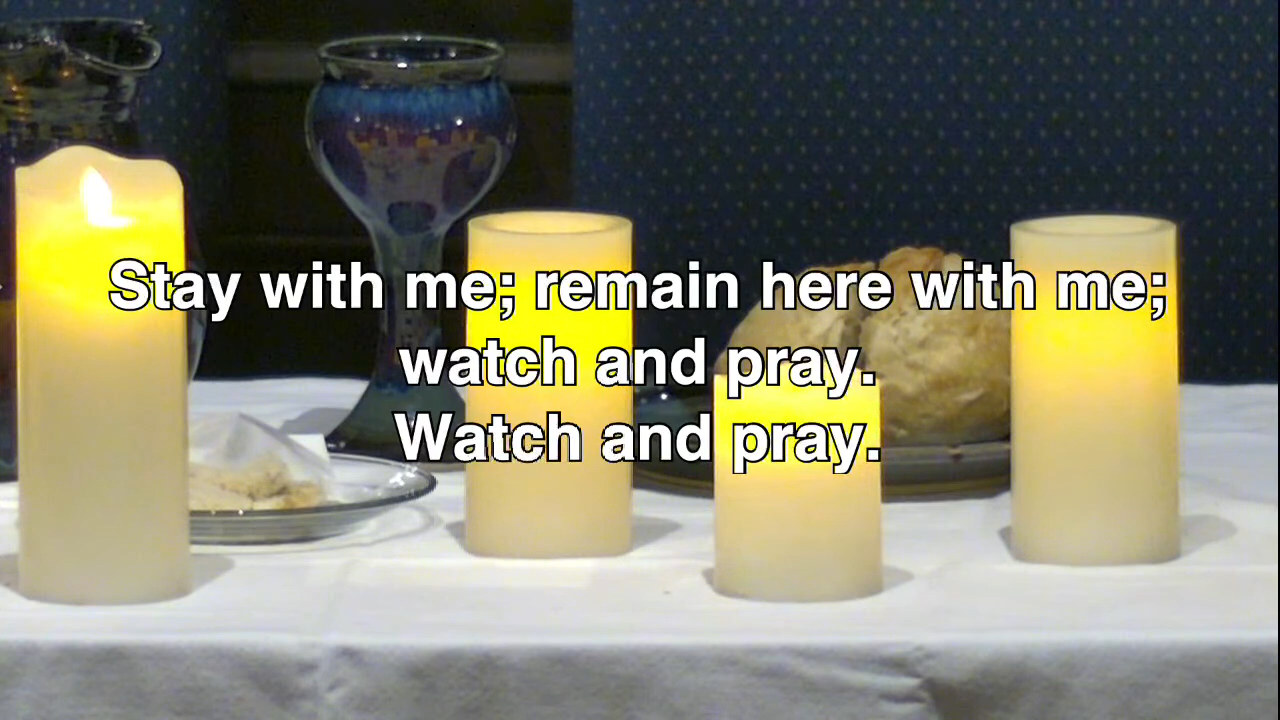 Stay with me; remain here with me;
watch and pray.
Watch and pray.